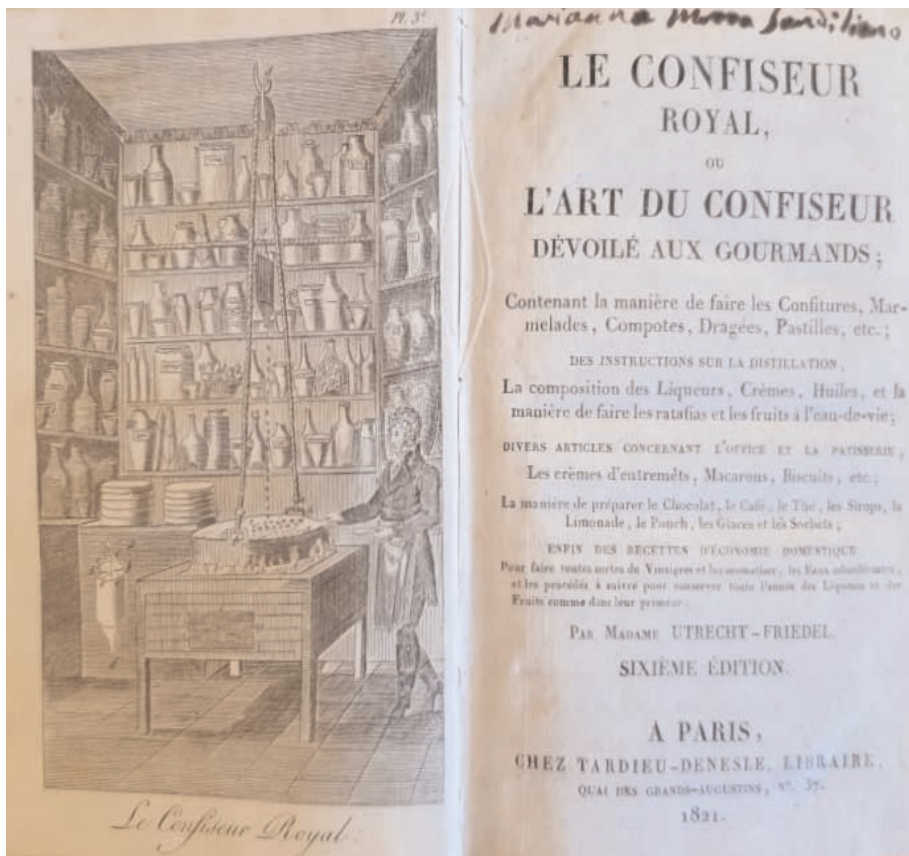 Pl. 3e
Le Confiseur Royal.
Marianna
LE CONFISEUR
ROYAL,
OU
L'ART DU CONFISEUR
DÉVOILÉ AUX GOURMANDS ;
Contenant la manière de faire les Confitures, Mar-
melades, Compotes, Dragées, Pastilles, etc. ;
DES INSTRUCTIONS SUR LA DISTILLATION,
La composition des Liqueurs, Crèmes, Huiles, et la
manière de faire les ratafias et les fruits à l'eau-de-vie ;
DIVERS ARTICLES CONCERNANT L'OFFICE ET LA PATISSERIE,
Les crèmes d'entremêts, Macarons, Biscuits, etc. ;
La manière de préparer le Chocolat, le Café, le Thé, les Sirops, la
Limonade, le Punch, les Glaces et les Sorbets ;
ENFIN DES RECETTES D'ÉCONOMIE DOMESTIQUE
Pour faire toutes sortes de Vinaigres et les aromatiser, les Eaux
et les procédés à suivre pour conserver toute l'année des Légumes et des
Fruits comme dans leur primeur ;
PAR MADAME UTRECHT-FRIEDEL.
SIXIÈME ÉDITION.
A PARIS,
CHEZ TARDIEU-DENESLE, LIBRAIRE,
QUAI DES GRANDS-AUGUSTINS, N°. 37.
1821.